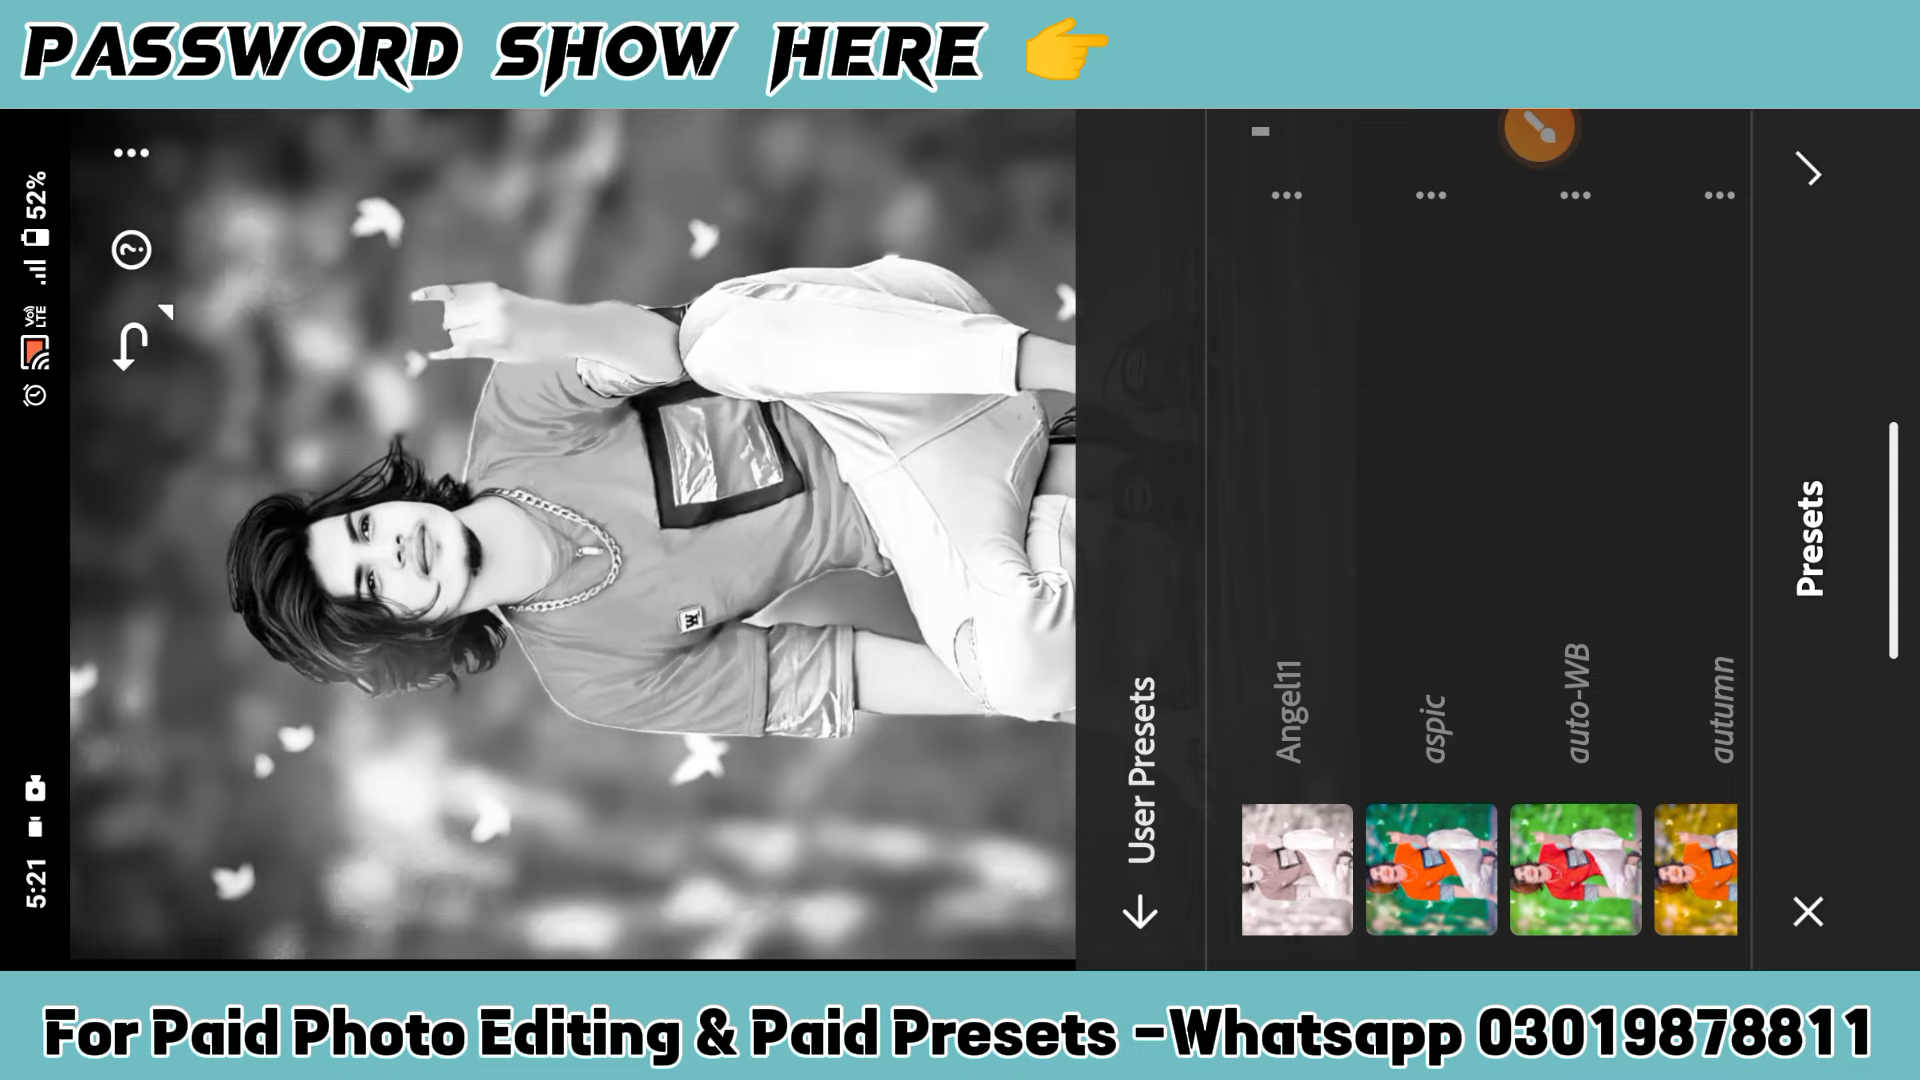 PASSWORD SHOW HERE 👉
5:21
VoLTE
52%
W
User Presets
Angel11
aspic
auto-WB
autumn
Presets
For Paid Photo Editing & Paid Presets -Whatsapp 03019878811